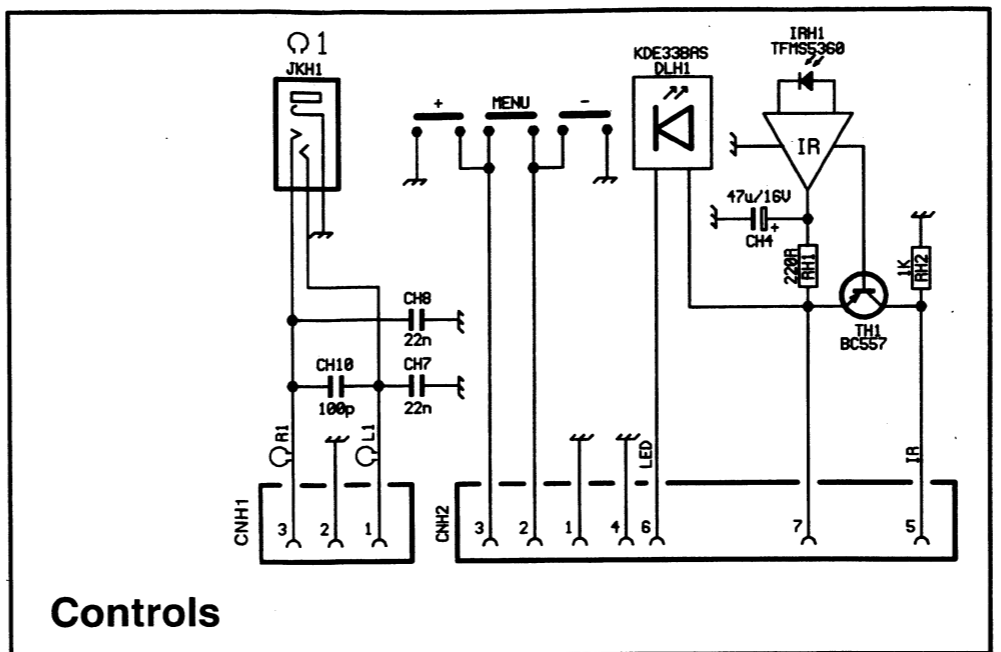 Ω 1
JKH1
+
MENU
-
KDE33BAS
DLH1
IRH1
TFMS5360
IR
47u/16V
+
CH4
220R
RH1
1K
RH2
TH1
BC557
CH8
22n
CH10
100p
CH7
22n
Ω R1
Ω L1
LED
IR
CNH1
3
2
1
CNH2
3
2
1
4
6
7
5
Controls